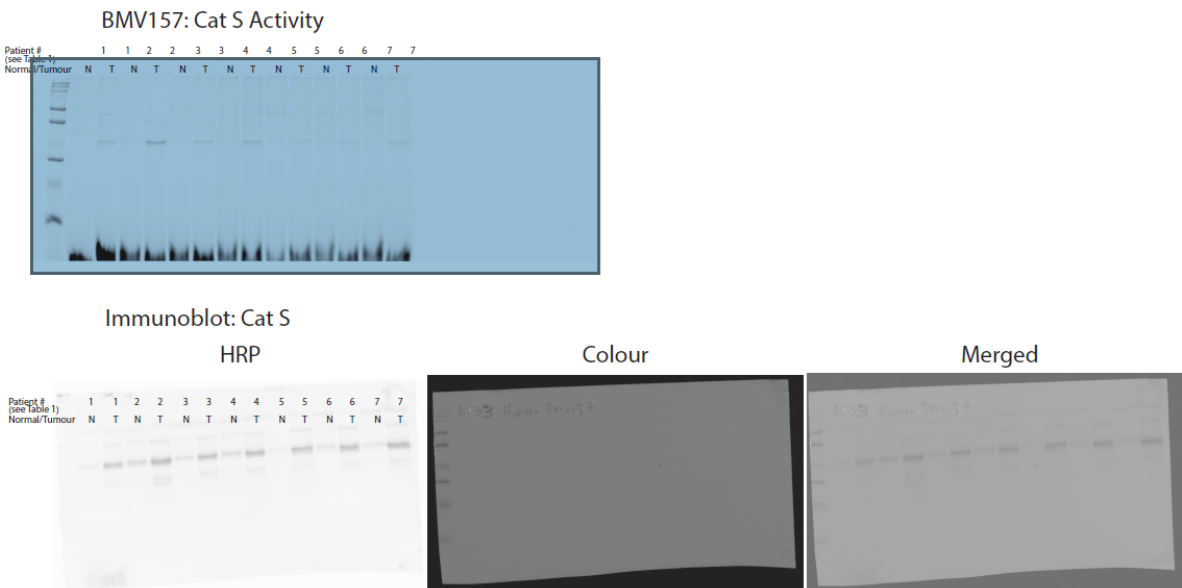 BMV157: Cat S Activity
Patient # 1 1 2 2 3 3 4 4 5 5 6 6 7 7
(see Table 1)
Normal/Tumour N T N T N T N T N T N T N T
Immunoblot: Cat S
HRP Colour Merged
Patient # 1 1 2 2 3 3 4 4 5 5 6 6 7 7
(see Table 1)
Normal/Tumour N T N T N T N T N T N T N T
Human
Human